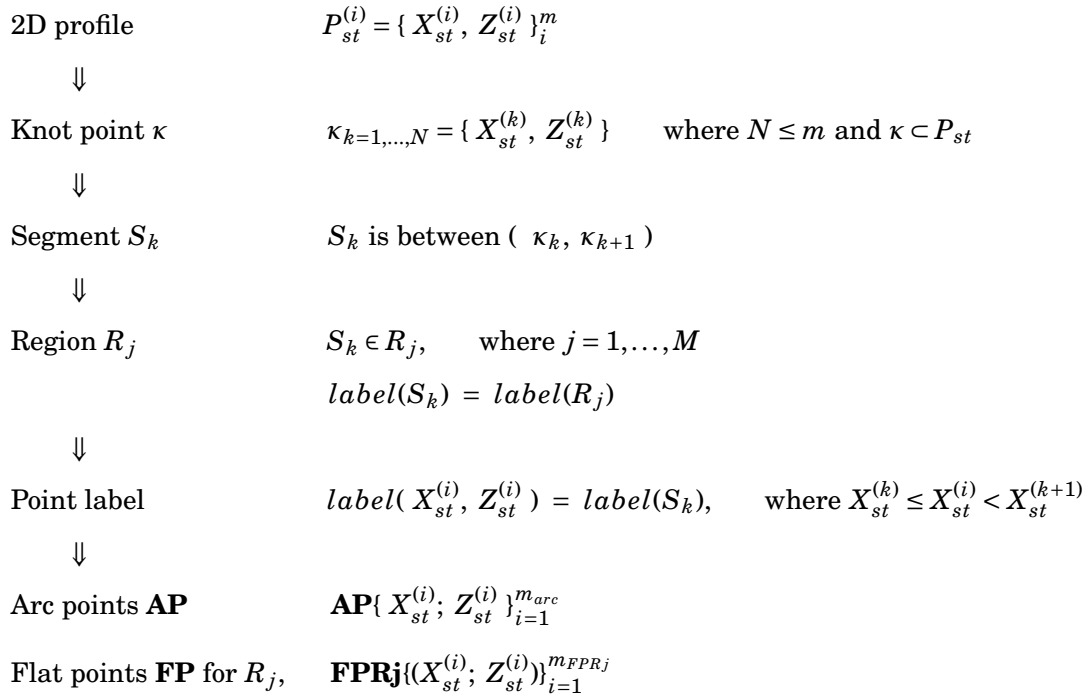 2D profile P_{st}^{(i)} = { X_{st}^{(i)}, Z_{st}^{(i)} }_i^m
⇓
Knot point κ κ_{k=1,...,N} = { X_{st}^{(k)}, Z_{st}^{(k)} } where N ≤ m and κ ⊂ P_{st}
⇓
Segment S_k S_k is between ( κ_k, κ_{k+1} )
⇓
Region R_j S_k ∈ R_j, where j = 1,...,M
label(S_k) = label(R_j)
⇓
Point label label( X_{st}^{(i)}, Z_{st}^{(i)} ) = label(S_k), where X_{st}^{(k)} ≤ X_{st}^{(i)} < X_{st}^{(k+1)}
⇓
Arc points AP AP{ X_{st}^{(i)}; Z_{st}^{(i)} }_{i=1}^{m_{arc}}
Flat points FP for R_j, FPRj{(X_{st}^{(i)}; Z_{st}^{(i)})}_{i=1}^{m_{FPRj}}